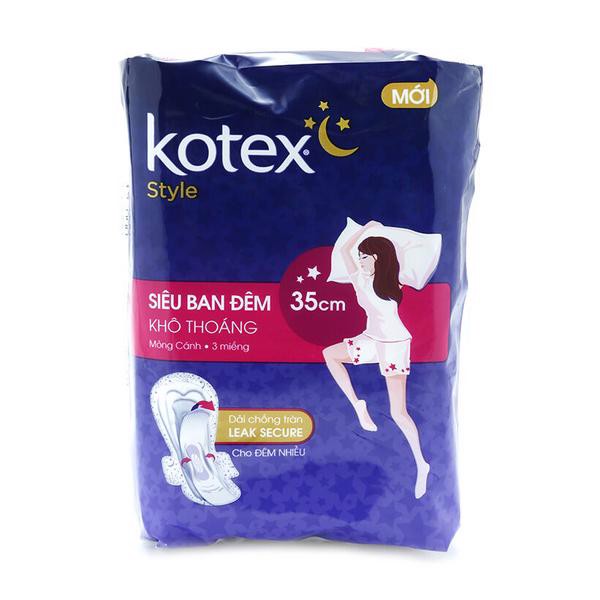 MỚI
kotex®
Style
SIÊU BAN ĐÊM
35cm
KHÔ THOÁNG
Mỏng Cánh • 3 miếng
Dải chống tràn
LEAK SECURE
Cho ĐÊM NHIỀU